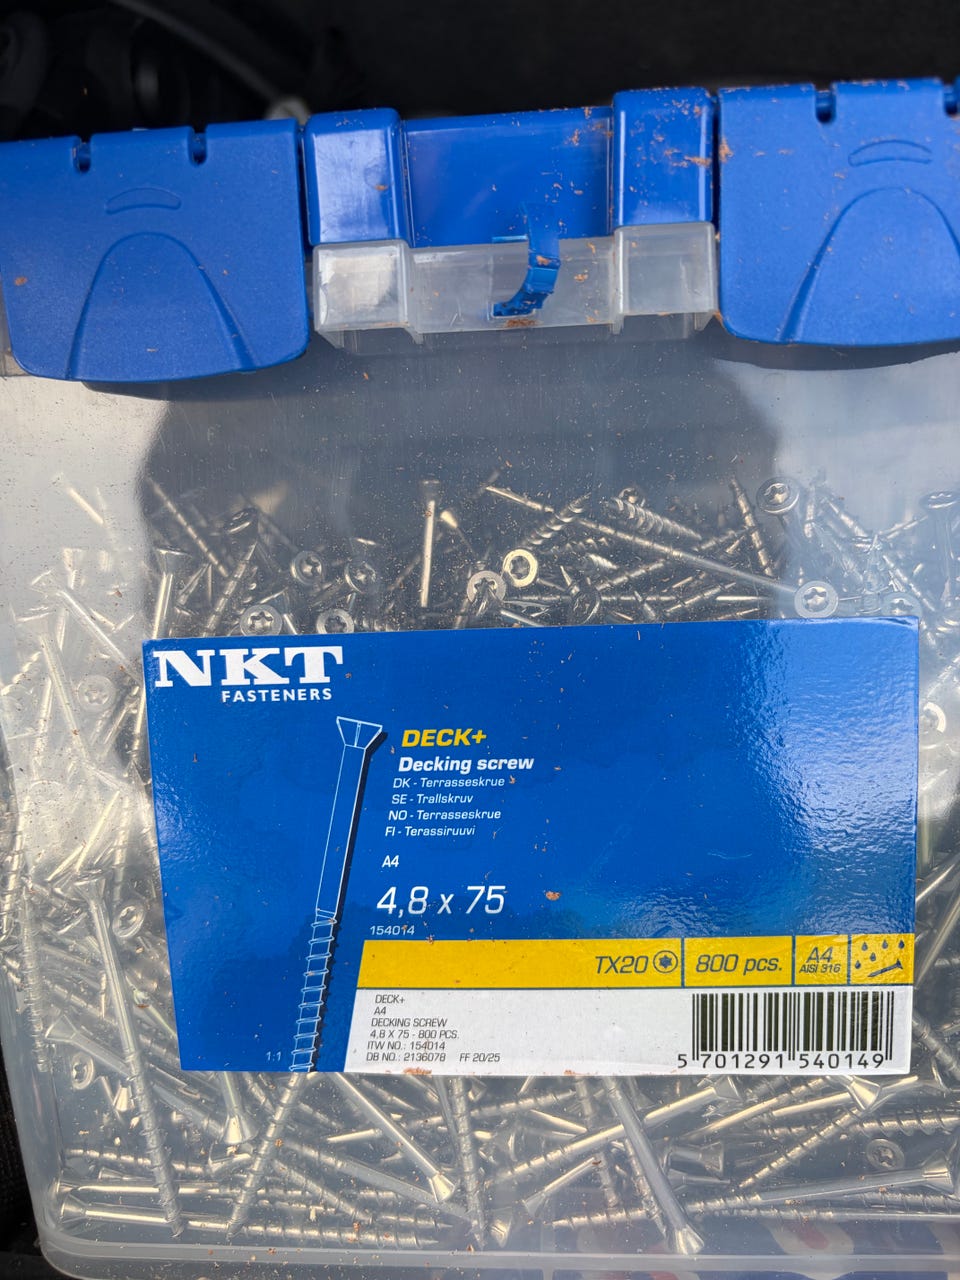 NKT
FASTENERS
DECK+
Decking screw
DK - Terrasseskrue
SE - Trallskruv
NO - Terrasseskrue
FI - Terassiruuvi
A4
4,8 x 75
154014
TX20 800 pcs. A4
AISI 316
DECK+
A4
DECKING SCREW
4.8 X 75 - 800 PCS.
ITW NO.: 154014
DB NO.: 2136078 FF 20/25
1:1
5 701291 540149